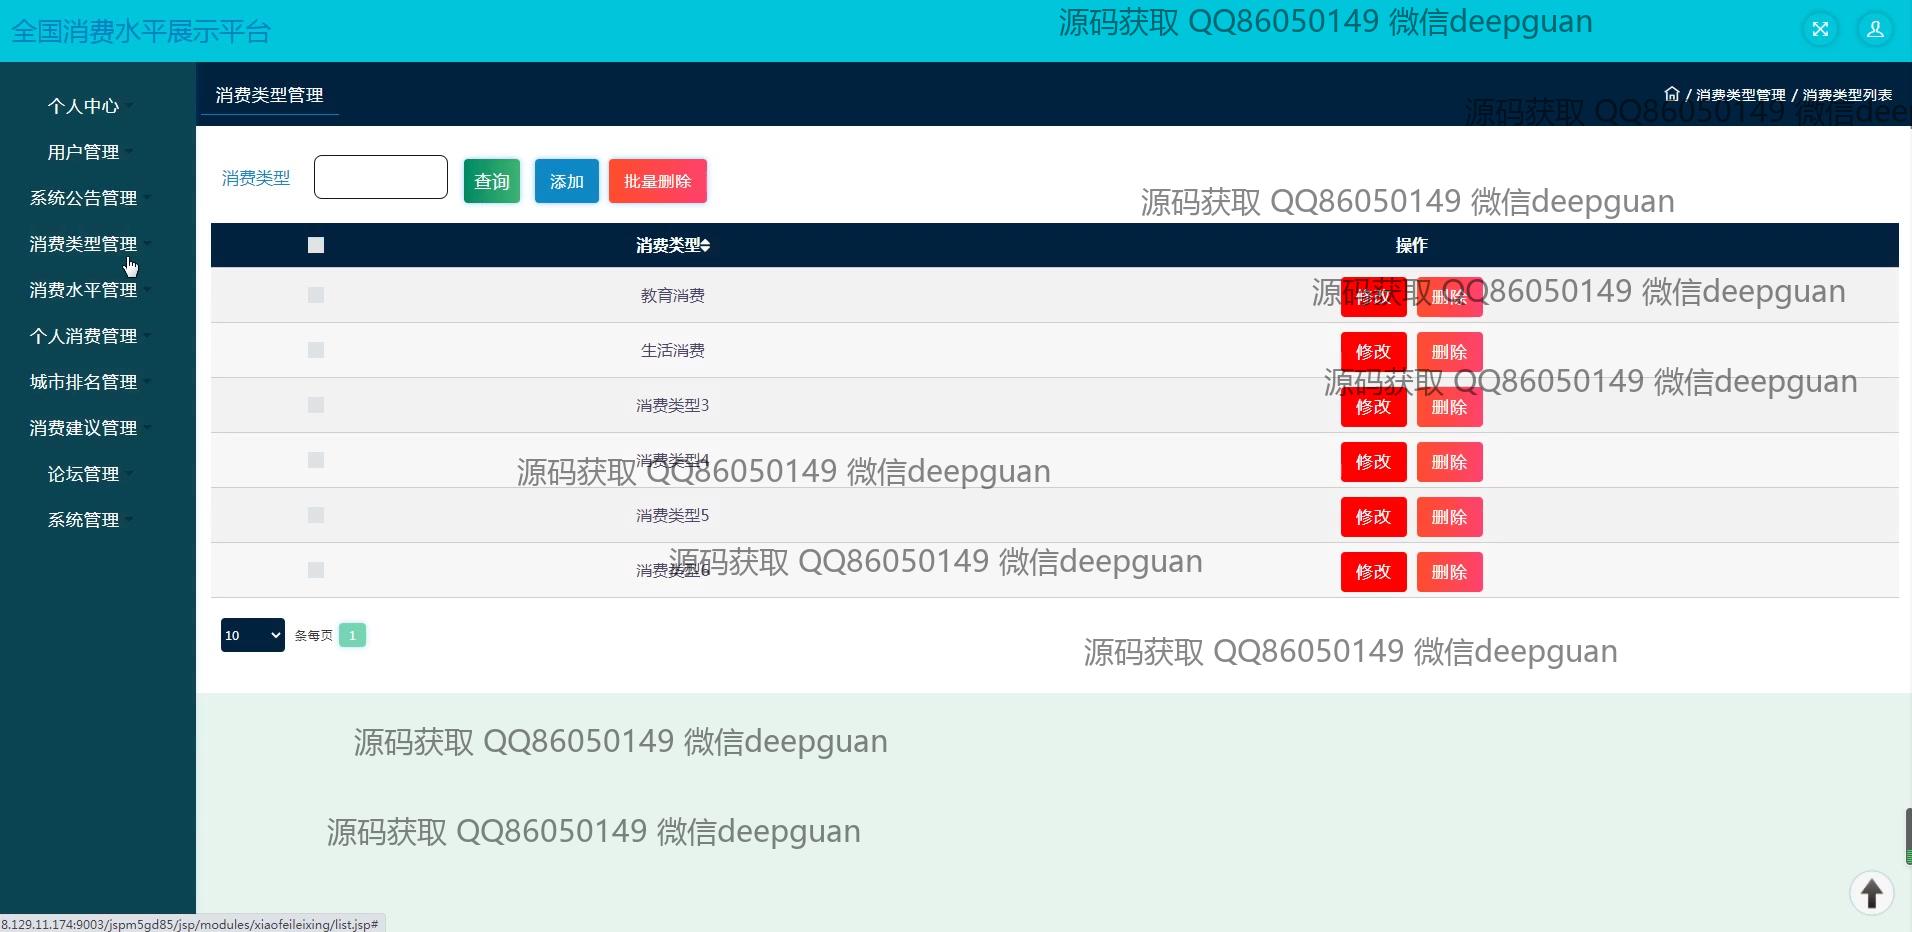 全国消费水平展示平台
源码获取 QQ86050149 微信deepguan
个人中心
用户管理
系统公告管理
消费类型管理
消费水平管理
个人消费管理
城市排名管理
消费建议管理
论坛管理
系统管理
消费类型管理
/ 消费类型管理 / 消费类型列表
源码获取 QQ86050149 微信dee
消费类型
查询
添加
批量删除
源码获取 QQ86050149 微信deepguan
消费类型 操作
教育消费 修改 删除
源码获取 QQ86050149 微信deepguan
生活消费 修改 删除
源码获取 QQ86050149 微信deepguan
消费类型3 修改 删除
消费类型4 修改 删除
源码获取 QQ86050149 微信deepguan
消费类型5 修改 删除
源码获取 QQ86050149 微信deepguan
消费类型6 修改 删除
10 条每页 1
源码获取 QQ86050149 微信deepguan
源码获取 QQ86050149 微信deepguan
源码获取 QQ86050149 微信deepguan
8.129.11.174:9003/jspm5gd85/jsp/modules/xiaofeileixing/list.jsp#